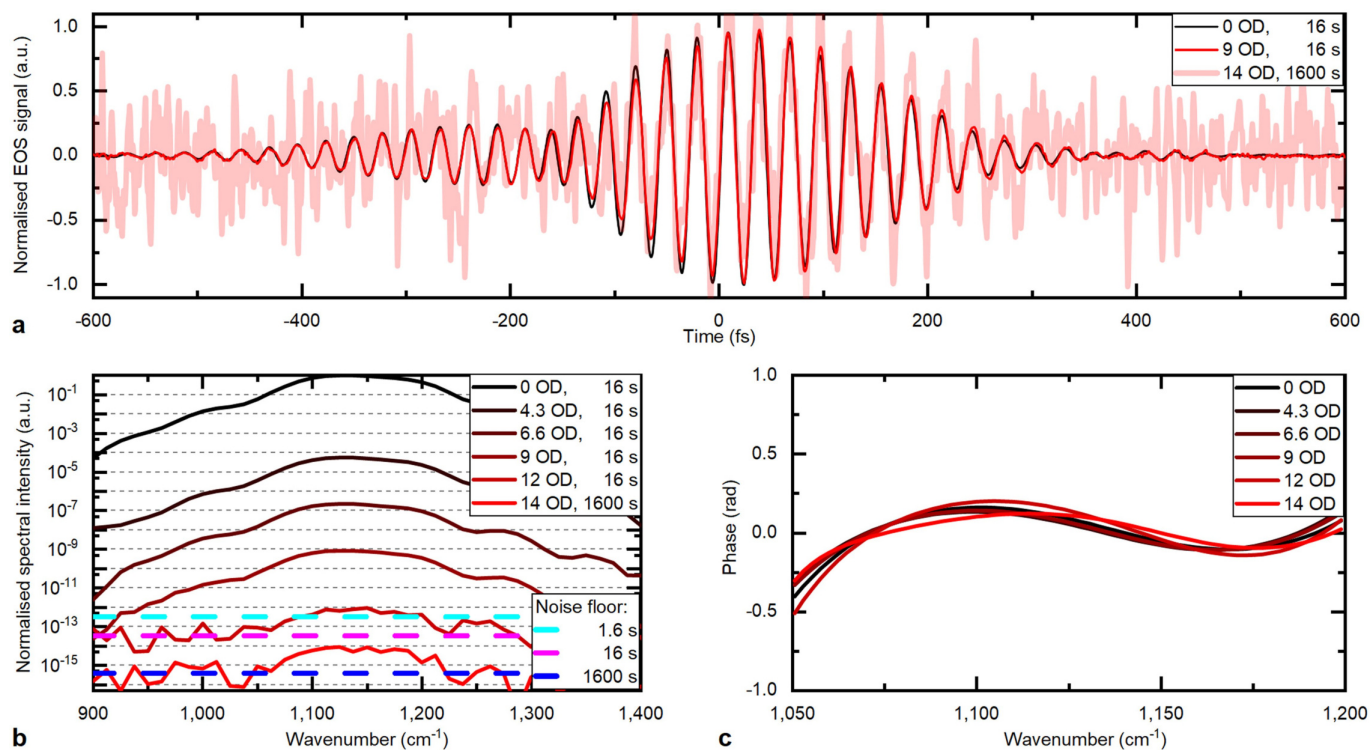 Normalised EOS signal (a.u.)
1.0
0.5
0.0
-0.5
-1.0
0 OD, 16 s
9 OD, 16 s
14 OD, 1600 s
-600 -400 -200 0 200 400 600
Time (fs)
a
Normalised spectral intensity (a.u.)
10⁻¹
10⁻³
10⁻⁵
10⁻⁷
10⁻⁹
10⁻¹¹
10⁻¹³
10⁻¹⁵
0 OD, 16 s
4.3 OD, 16 s
6.6 OD, 16 s
9 OD, 16 s
12 OD, 16 s
14 OD, 1600 s
Noise floor:
1.6 s
16 s
1600 s
900 1,000 1,100 1,200 1,300 1,400
Wavenumber (cm⁻¹)
b
Phase (rad)
1.0
0.5
0.0
-0.5
-1.0
0 OD
4.3 OD
6.6 OD
9 OD
12 OD
14 OD
1,050 1,100 1,150 1,200
Wavenumber (cm⁻¹)
c